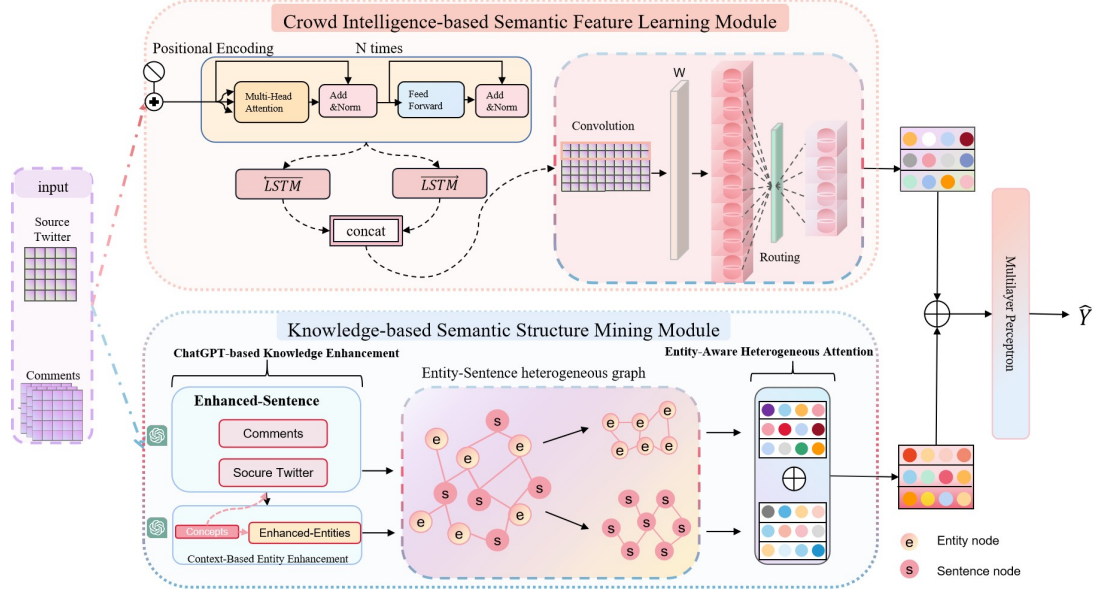 Crowd Intelligence-based Semantic Feature Learning Module
Positional Encoding
N times
Multi-Head
Attention
Add
&Norm
Feed
Forward
Add
&Norm
LSTM
LSTM
concat
Convolution
W
Routing
input
Source
Twitter
Comments
Knowledge-based Semantic Structure Mining Module
ChatGPT-based Knowledge Enhancement
Enhanced-Sentence
Comments
Socure Twitter
Concepts
Enhanced-Entities
Context-Based Entity Enhancement
Entity-Sentence heterogeneous graph
s
e
e
e
e
s
s
s
e
e
s
e
e
e
e
e
e
s
s
s
s
s
s
s
Entity-Aware Heterogeneous Attention
Multilayer Perceptron
Ŷ
e Entity node
s Sentence node